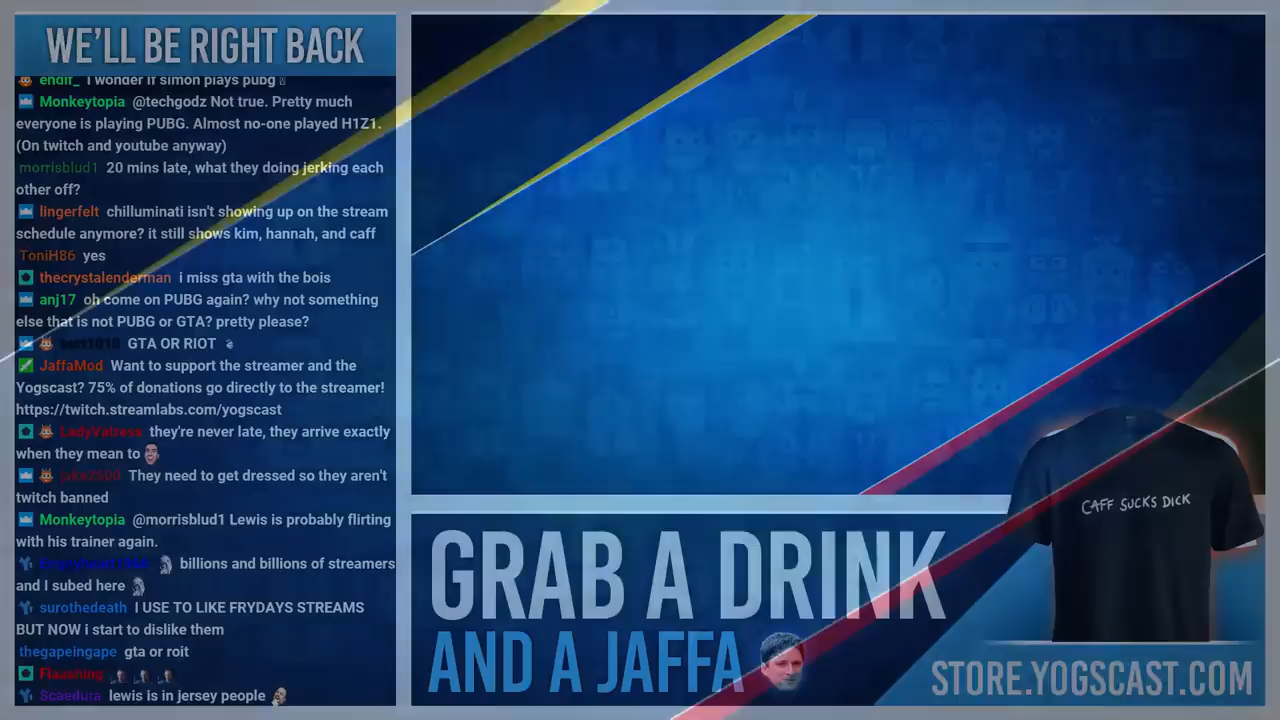 WE'LL BE RIGHT BACK
endif_ I wonder if simon plays pubg
Monkeytopia @techgodz Not true. Pretty much
everyone is playing PUBG. Almost no-one played H1Z1.
(On twitch and youtube anyway)
morrisblud1 20 mins late, what they doing jerking each
other off?
lingerfelt chilluminati isn't showing up on the stream
schedule anymore? it still shows kim, hannah, and caff
ToniH86 yes
thecrystalenderman i miss gta with the bois
anj17 oh come on PUBG again? why not something
else that is not PUBG or GTA? pretty please?
GTA OR RIOT
JaffaMod Want to support the streamer and the
Yogscast? 75% of donations go directly to the streamer!
https://twitch.streamlabs.com/yogscast
LadyVatress they're never late, they arrive exactly
when they mean to
jake2500 They need to get dressed so they aren't
twitch banned
Monkeytopia @morrisblud1 Lewis is probably flirting
with his trainer again.
billions and billions of streamers
and I subed here
surothedeath I USE TO LIKE FRYDAYS STREAMS
BUT NOW i start to dislike them
thegapeingape gta or roit
Flaashing
Scaedura lewis is in jersey people
CAFF SUCKS DICK
GRAB A DRINK
AND A JAFFA
STORE.YOGSCAST.COM